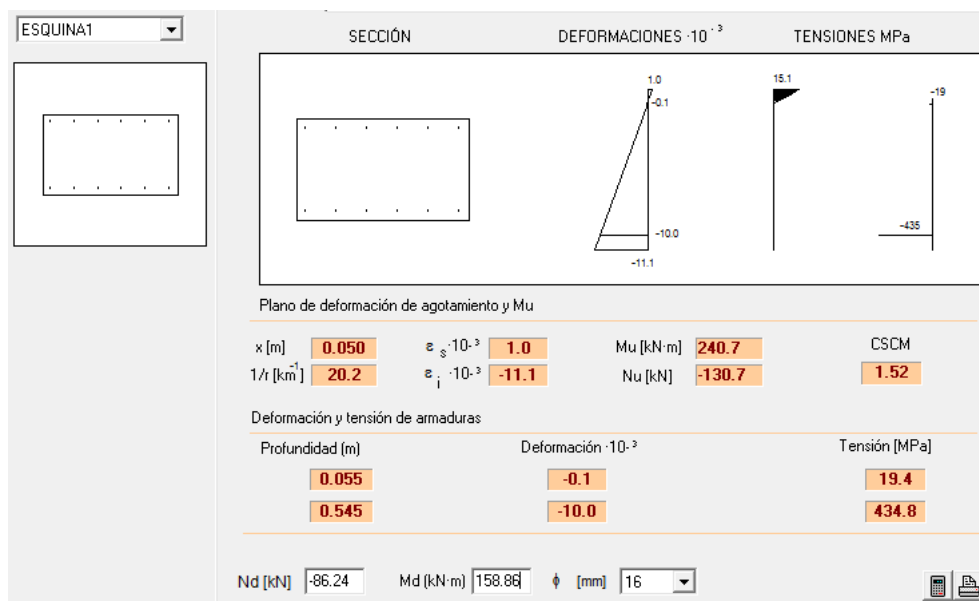 ESQUINA1
SECCIÓN DEFORMACIONES ·10⁻³ TENSIONES MPa
1.0
-0.1
-10.0
-11.1
15.1
-19
-435
Plano de deformación de agotamiento y Mu
x [m] 0.050 ε s ·10-³ 1.0 Mu [kN·m] 240.7 CSCM
1/r [km-1] 20.2 ε i ·10-³ -11.1 Nu [kN] -130.7 1.52
Deformación y tensión de armaduras
Profundidad (m) Deformación ·10-³ Tensión [MPa]
0.055 -0.1 19.4
0.545 -10.0 434.8
Nd [kN] -86.24 Md (kN·m) 158.86 ϕ [mm] 16